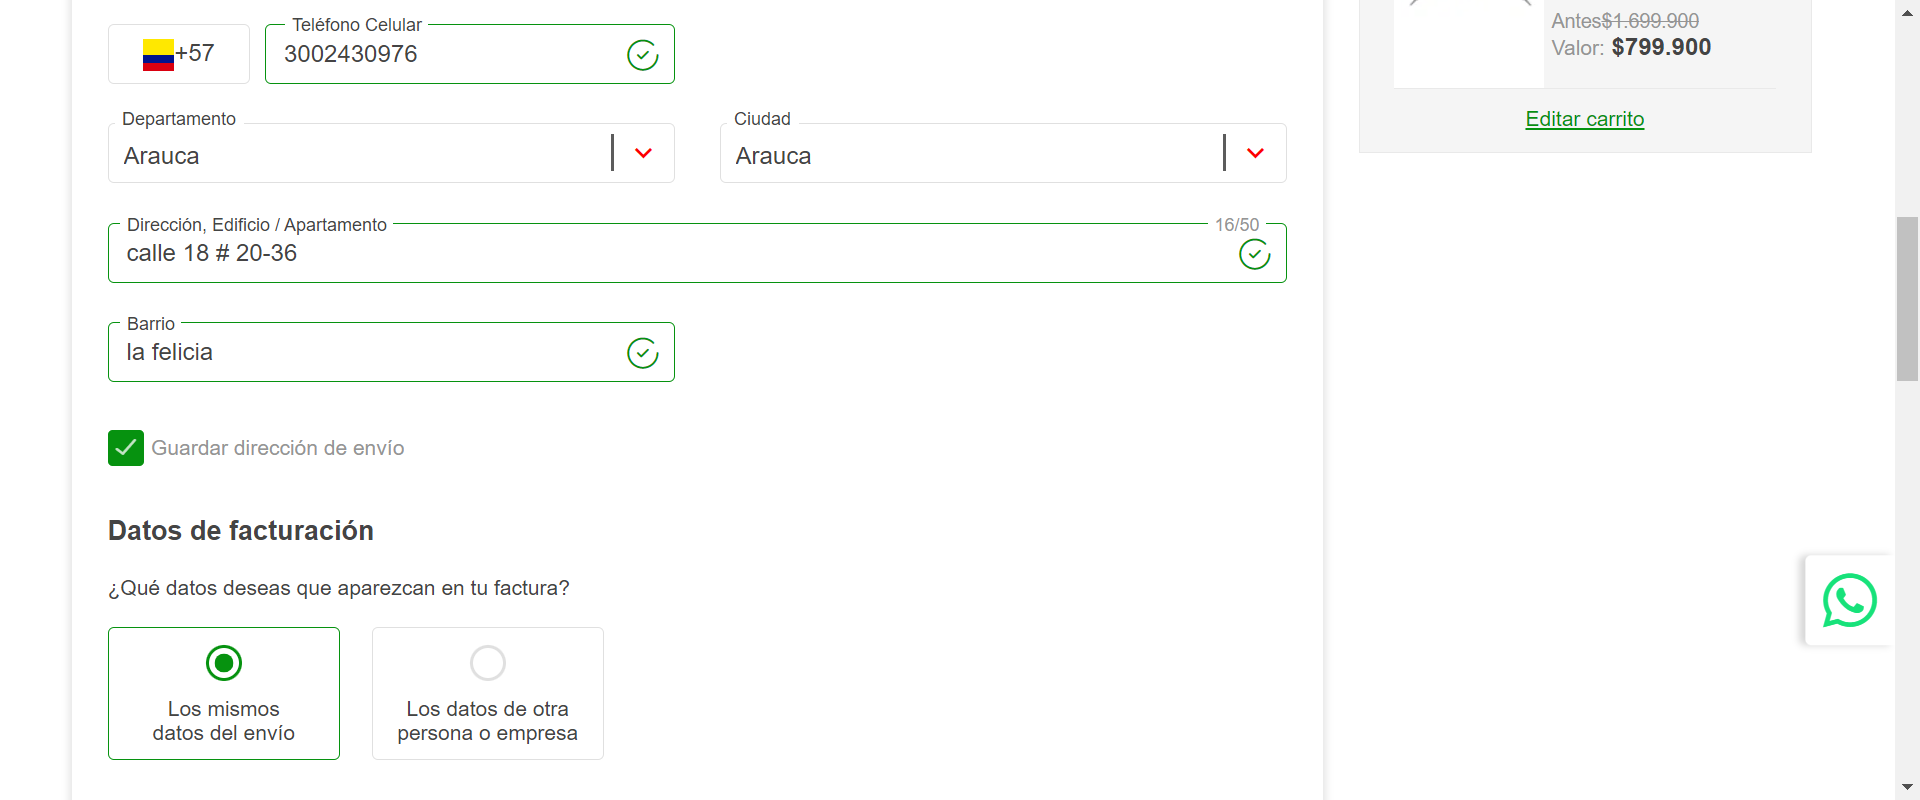 +57
Teléfono Celular
3002430976
Departamento
Arauca
Ciudad
Arauca
Dirección, Edificio / Apartamento
16/50
calle 18 # 20-36
Barrio
la felicia
Guardar dirección de envío
Datos de facturación
¿Qué datos deseas que aparezcan en tu factura?
Los mismos
datos del envío
Los datos de otra
persona o empresa
Antes$1.699.900
Valor: $799.900
Editar carrito